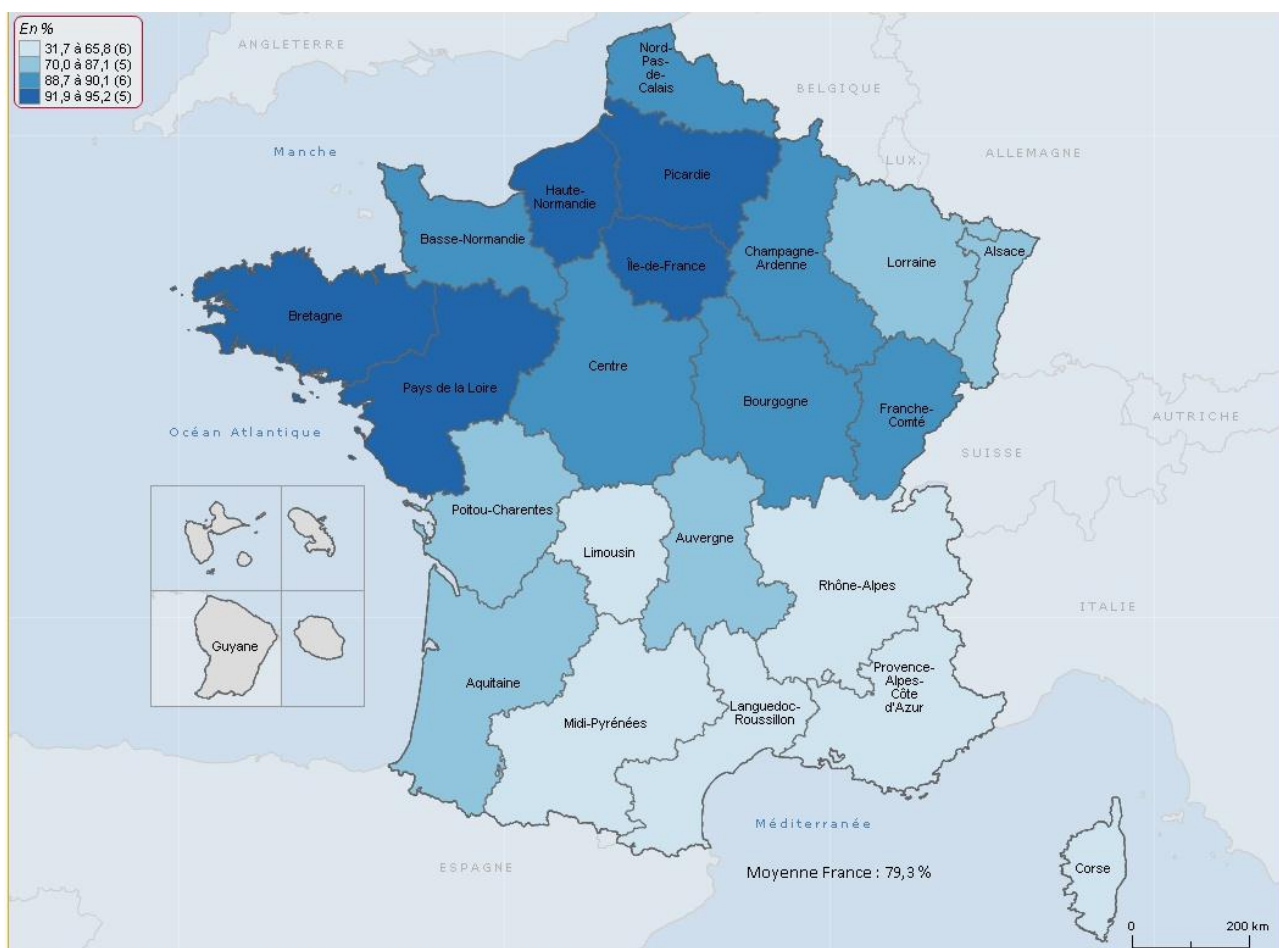 En %
31,7 à 65,8 (6)
70,0 à 87,1 (5)
88,7 à 90,1 (6)
91,9 à 95,2 (5)
ANGLETERRE
Nord-
Pas-
de-
Calais
BELGIQUE
Manche
LUX.
ALLEMAGNE
Picardie
Haute-
Normandie
Basse-Normandie
Île-de-France
Champagne-
Ardenne
Lorraine
Alsace
Bretagne
Pays de la Loire
Centre
Bourgogne
Franche-
Comté
AUTRICHE
Océan Atlantique
SUISSE
Poitou-Charentes
Limousin
Auvergne
Rhône-Alpes
ITALIE
Guyane
Aquitaine
Midi-Pyrénées
Languedoc-
Roussillon
Provence-
Alpes-
Côte
d'Azur
Méditerranée
ESPAGNE
Moyenne France : 79,3 %
Corse
0 200 km